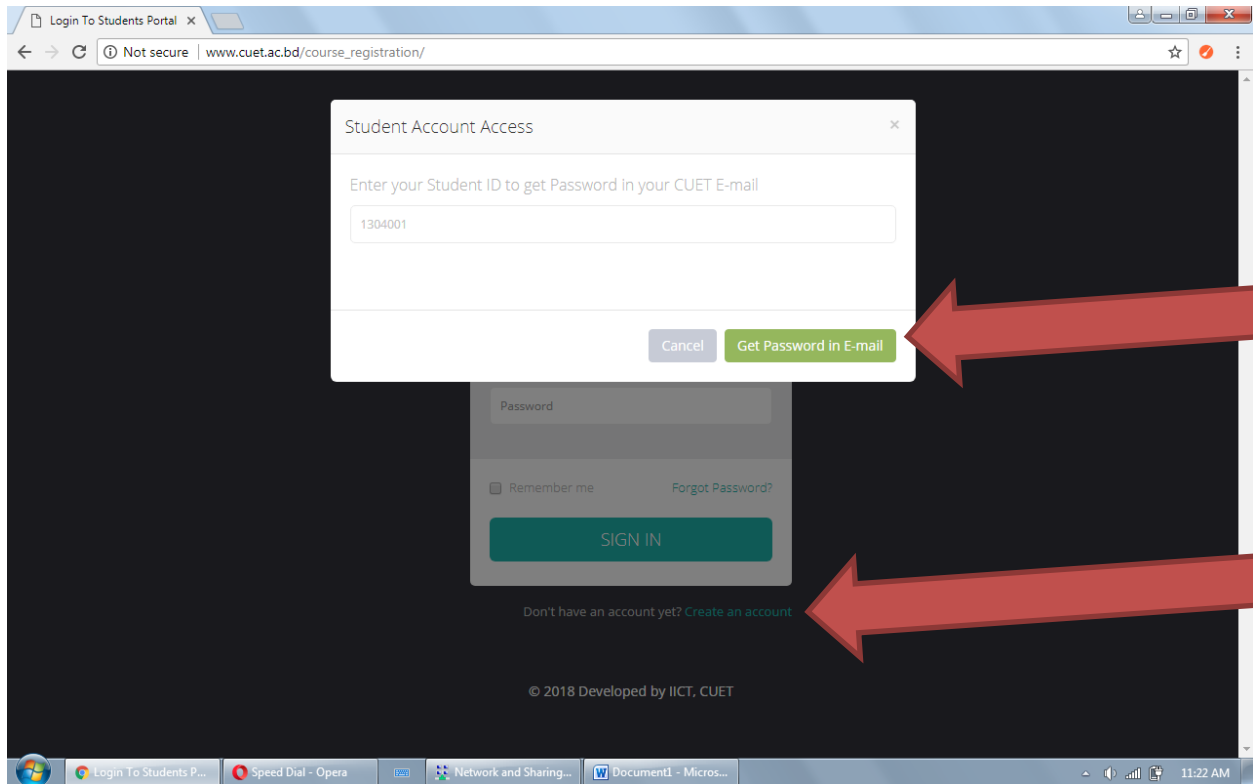 Login To Students Portal
Not secure | www.cuet.ac.bd/course_registration/
Student Account Access
Enter your Student ID to get Password in your CUET E-mail
1304001
Cancel
Get Password in E-mail
Password
Remember me
Forgot Password?
SIGN IN
Don't have an account yet? Create an account
© 2018 Developed by IICT, CUET
Login To Students P...
Speed Dial - Opera
Network and Sharing...
Document1 - Micros...
11:22 AM